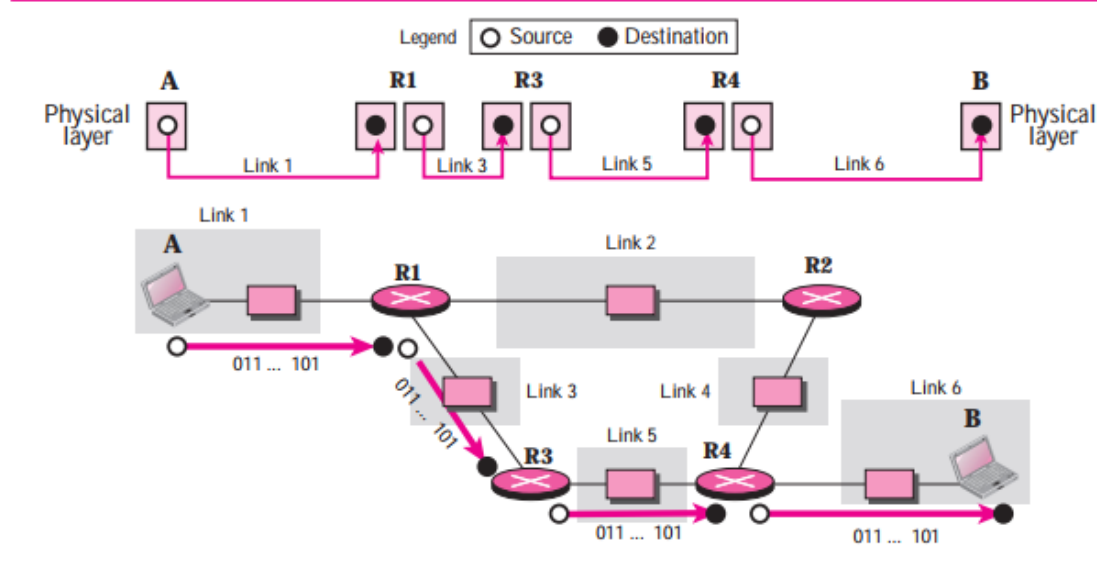 Legend Source Destination
A R1 R3 R4 B
Physical layer
Physical layer
Link 1 Link 3 Link 5 Link 6
Link 1
A
Link 2
R1
R2
011 ... 101
011 ... 101
Link 3
Link 4
Link 6
B
Link 5
R3
R4
011 ... 101
011 ... 101